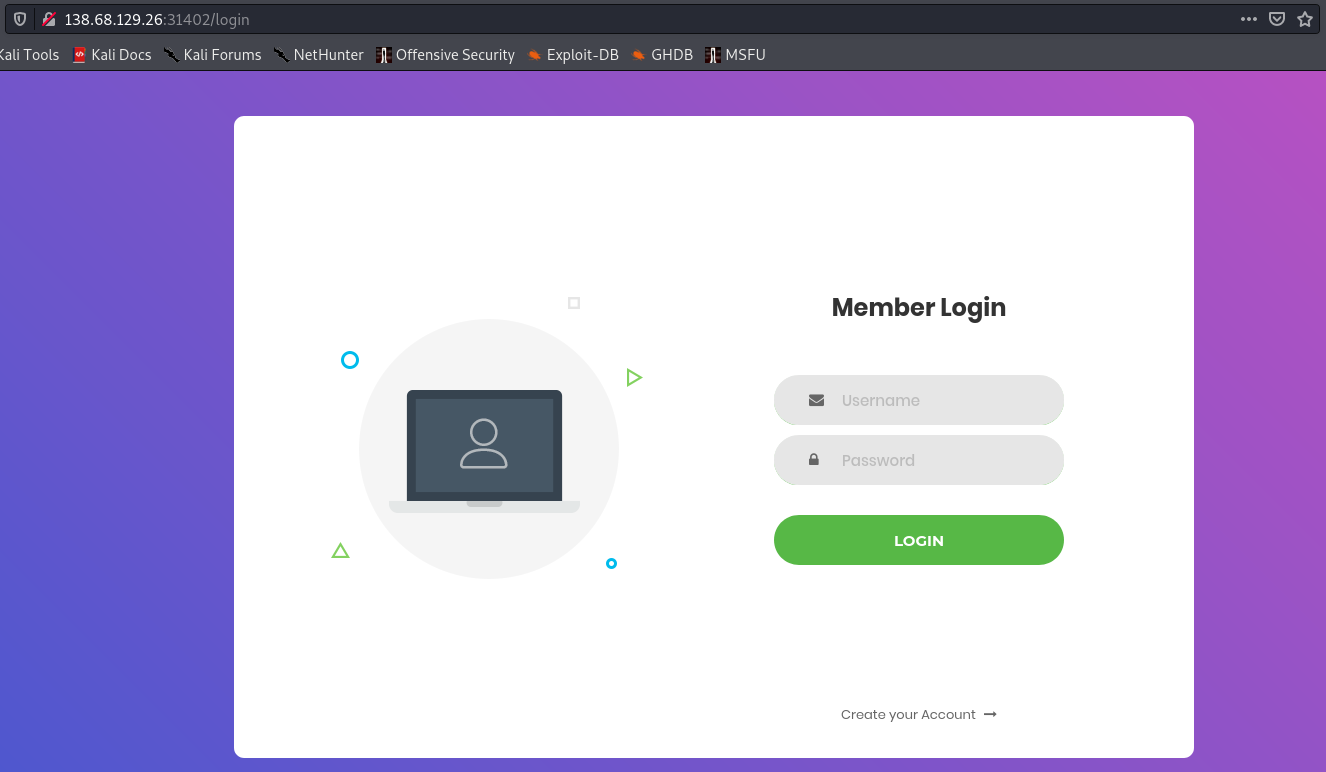 138.68.129.26:31402/login
Kali Tools Kali Docs Kali Forums NetHunter Offensive Security Exploit-DB GHDB MSFU
Member Login
Username
Password
LOGIN
Create your Account